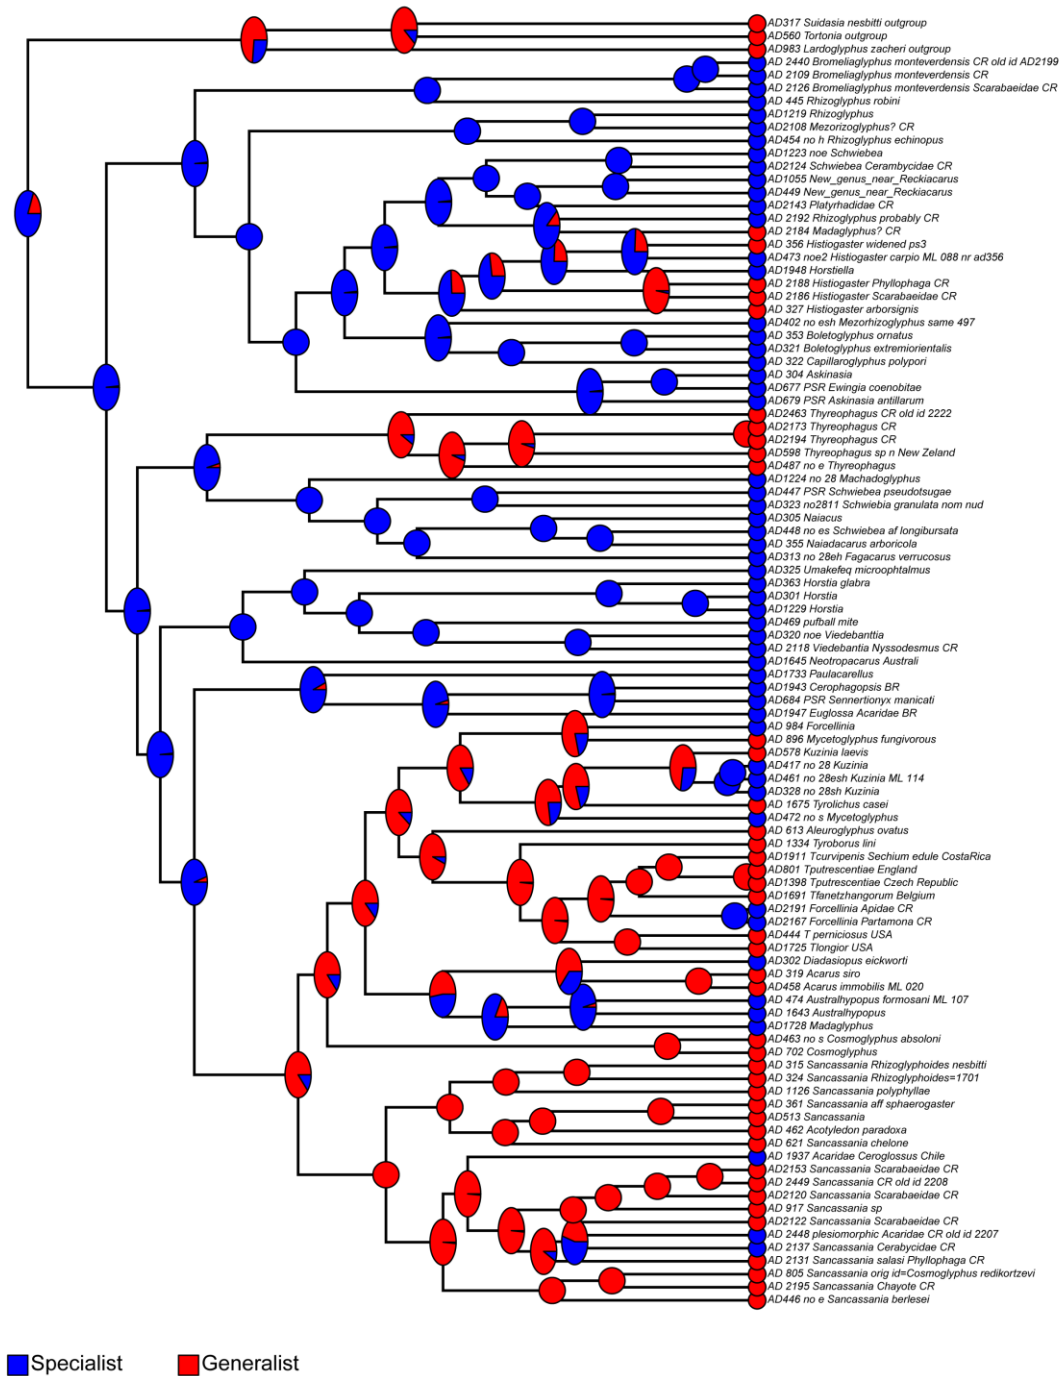 AD317 Suidasia nesbitti outgroup
AD560 Tortonia outgroup
AD983 Lardoglyphus zacheri outgroup
AD 2440 Bromeliaglyphus monteverdensis CR old id AD2199
AD 2109 Bromeliaglyphus monteverdensis CR
AD 2126 Bromeliaglyphus monteverdensis Scarabaeidae CR
AD 445 Rhizoglyphus robini
AD1219 Rhizoglyphus
AD2108 Mezorizoglyphus? CR
AD454 no h Rhizoglyphus echinopus
AD1223 noe Schwiebea
AD2124 Schwiebea Cerambycidae CR
AD1055 New_genus_near_Reckiacarus
AD449 New_genus_near_Reckiacarus
AD2143 Platyrhadidae CR
AD 2192 Rhizoglyphus probably CR
AD 2184 Madaglyphus? CR
AD 356 Histiogaster widened ps3
AD473 noe2 Histiogaster carpio ML 088 nr ad356
AD1948 Horstiella
AD 2188 Histiogaster Phyllophaga CR
AD 2186 Histiogaster Scarabaeidae CR
AD 327 Histiogaster arborsignis
AD402 no esh Mezorhizoglyphus same 497
AD 353 Boletoglyphus ornatus
AD321 Boletoglyphus extremiorientalis
AD 322 Capillaroglyphus polypori
AD 304 Askinasia
AD677 PSR Ewingia coenobitae
AD679 PSR Askinasia antillarum
AD2463 Thyreophagus CR old id 2222
AD2173 Thyreophagus CR
AD2194 Thyreophagus CR
AD598 Thyreophagus sp n New Zeland
AD487 no e Thyreophagus
AD1224 no 28 Machadoglyphus
AD447 PSR Schwiebea pseudotsugae
AD323 no2811 Schwiebia granulata nom nud
AD305 Naiacus
AD448 no es Schwiebea af longibursata
AD 355 Naiadacarus arboricola
AD313 no 28eh Fagacarus verrucosus
AD325 Umakefeq microophtalmus
AD363 Horstia glabra
AD301 Horstia
AD1229 Horstia
AD469 pufball mite
AD320 noe Viedebanttia
AD 2118 Viedebantia Nyssodesmus CR
AD1645 Neotropacarus Australi
AD1733 Paulacarellus
AD1943 Cerophagopsis BR
AD684 PSR Sennertionyx manicati
AD1947 Euglossa Acaridae BR
AD 984 Forcellinia
AD 896 Mycetoglyphus fungivorous
AD578 Kuzinia laevis
AD417 no 28 Kuzinia
AD461 no 28esh Kuzinia ML 114
AD328 no 28sh Kuzinia
AD 1675 Tyrolichus casei
AD472 no s Mycetoglyphus
AD 613 Aleuroglyphus ovatus
AD 1334 Tyroborus lini
AD1911 Tcurvipenis Sechium edule CostaRica
AD801 Tputrescentiae England
AD1398 Tputrescentiae Czech Republic
AD1691 Tfanetzhangorum Belgium
AD2191 Forcellinia Apidae CR
AD2167 Forcellinia Partamona CR
AD444 T perniciosus USA
AD1725 Tlongior USA
AD302 Diadasiopus eickworti
AD 319 Acarus siro
AD458 Acarus immobilis ML 020
AD 474 Australhypopus formosani ML 107
AD 1643 Australhypopus
AD1728 Madaglyphus
AD463 no s Cosmoglyphus absoloni
AD 702 Cosmoglyphus
AD 315 Sancassania Rhizoglyphoides nesbitti
AD 324 Sancassania Rhizoglyphoides=1701
AD 1126 Sancassania polyphyllae
AD 361 Sancassania aff sphaerogaster
AD513 Sancassania
AD 462 Acotyledon paradoxa
AD 621 Sancassania chelone
AD 1937 Acaridae Ceroglossus Chile
AD2153 Sancassania Scarabaeidae CR
AD 2449 Sancassania CR old id 2208
AD2120 Sancassania Scarabaeidae CR
AD 917 Sancassania sp
AD2122 Sancassania Scarabaeidae CR
AD 2448 plesiomorphic Acaridae CR old id 2207
AD 2137 Sancassania Cerabycidae CR
AD 2131 Sancassania salasi Phyllophaga CR
AD 805 Sancassania orig id=Cosmoglyphus redikortzevi
AD 2195 Sancassania Chayote CR
AD446 no e Sancassania berlesei
Specialist Generalist